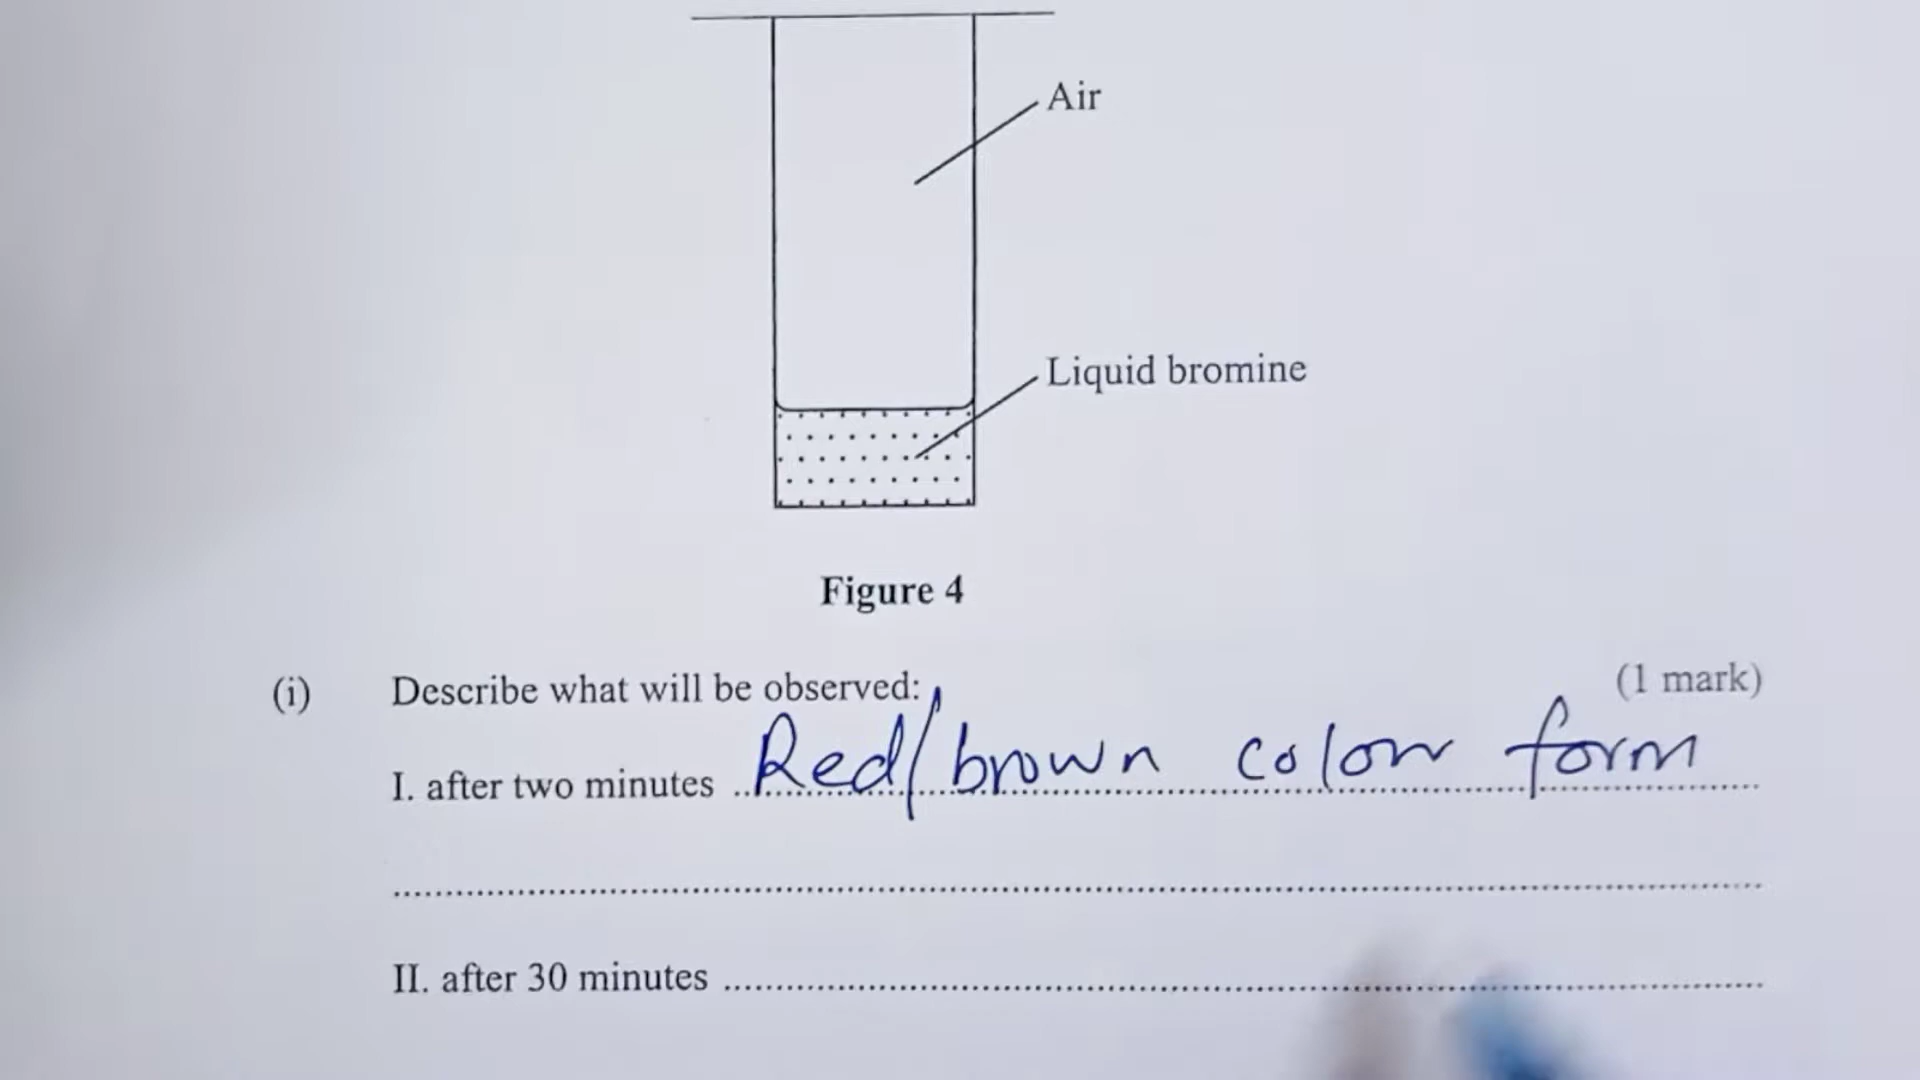 Air
Liquid bromine
Figure 4
(i) Describe what will be observed: (1 mark)
I. after two minutes Red/brown colour form
II. after 30 minutes